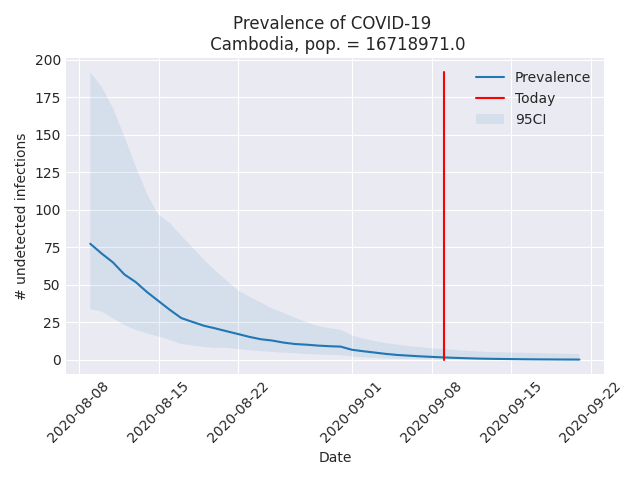 Prevalence of COVID-19
Cambodia, pop. = 16718971.0
200
175
150
125
100
75
50
25
0
# undetected infections
Prevalence
Today
95CI
2020-08-08
2020-08-15
2020-08-22
2020-09-01
2020-09-08
2020-09-15
2020-09-22
Date